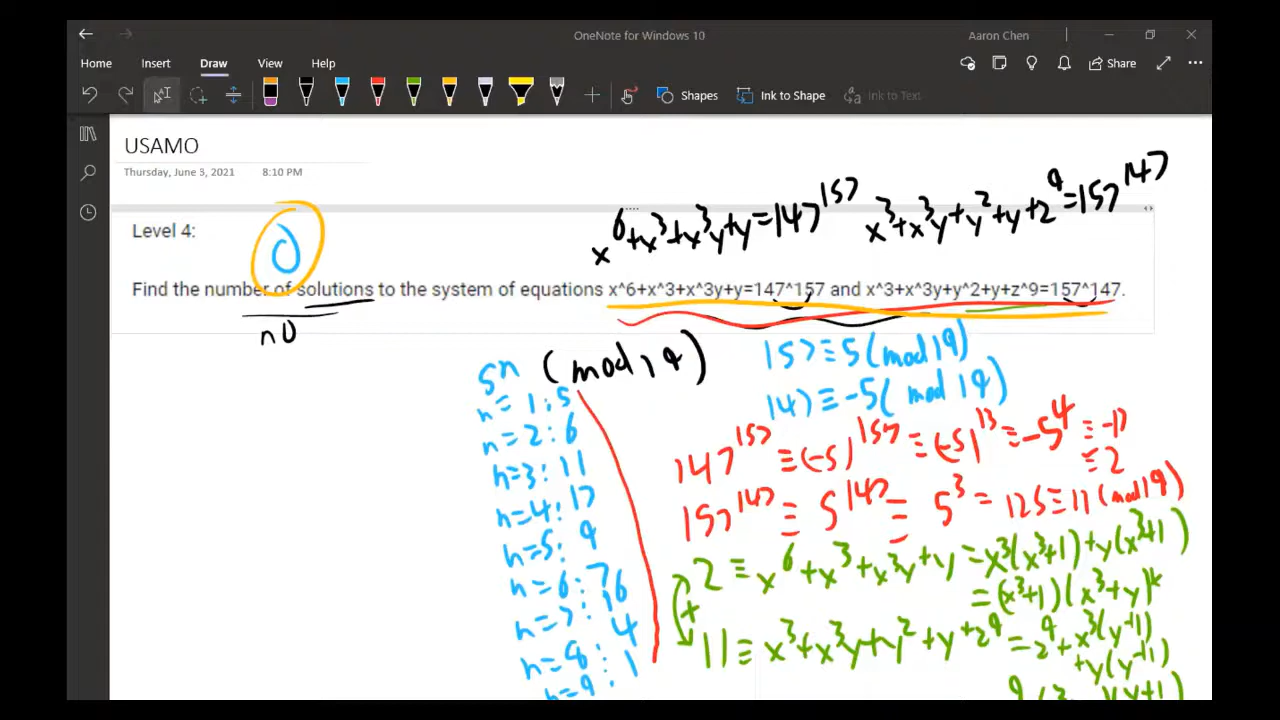 OneNote for Windows 10
Aaron Chen
Home Insert Draw View Help
Share
Shapes
Ink to Shape
Ink to Text
USAMO
Thursday, June 3, 2021 8:10 PM
x^6+x^3+x^3y+y=147^157 x^3+x^3y+y^2+y+z^9=157^147
Level 4:
0
Find the number of solutions to the system of equations x^6+x^3+x^3y+y=147^157 and x^3+x^3y+y^2+y+z^9=157^147.
no
5^n (mod 19)
n=1:5
n=2:6
n=3:11
n=4:17
n=5:9
n=6:7
n=7:16
n=8:4
n=9:1
157≡5(mod 19)
147≡-5(mod 19)
147^157≡(-5)^157≡(-5)^13≡-5^4≡-17
≡2
157^147≡5^147≡5^3=125≡11(mod 19)
2≡x^6+x^3+x^3y+y=x^3(x^3+1)+y(x^3+1)
=(x^3+1)(x^3+y)
+
11≡x^3+x^3y+y^2+y+z^9=z^9+x^3(y+1)
+y(y+1)